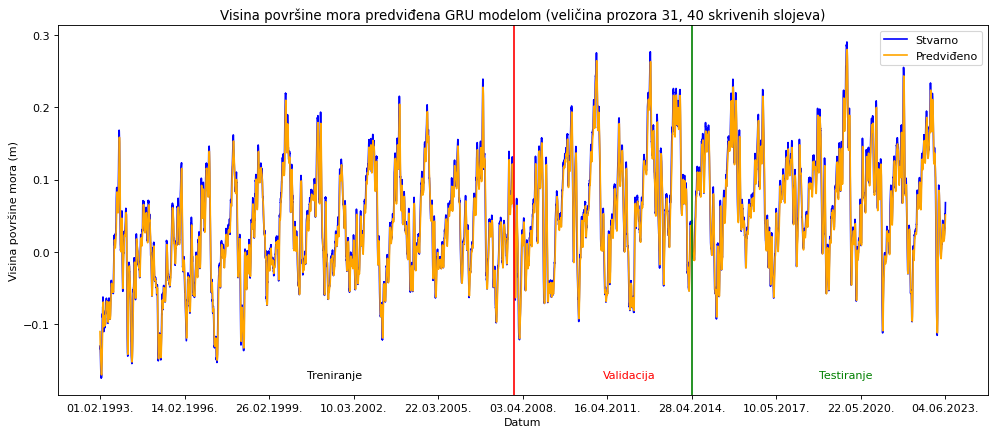 Visina površine mora predviđena GRU modelom (veličina prozora 31, 40 skrivenih slojeva)
Stvarno
Predviđeno
Visina površine mora (m)
0.3
0.2
0.1
0.0
−0.1
Treniranje
Validacija
Testiranje
01.02.1993. 14.02.1996. 26.02.1999. 10.03.2002. 22.03.2005. 03.04.2008. 16.04.2011. 28.04.2014. 10.05.2017. 22.05.2020. 04.06.2023.
Datum